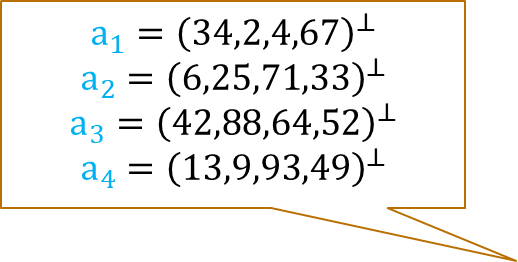 a₁ = (34,2,4,67)⊥
a₂ = (6,25,71,33)⊥
a₃ = (42,88,64,52)⊥
a₄ = (13,9,93,49)⊥